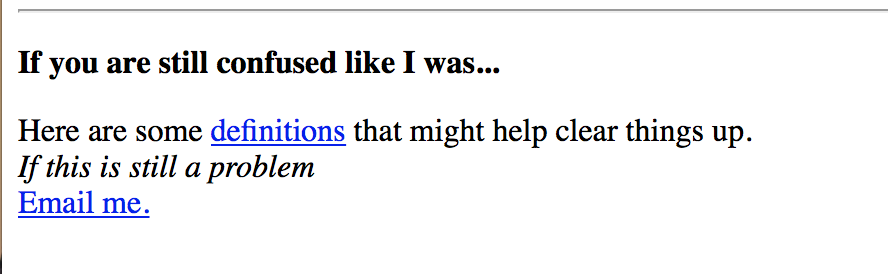 If you are still confused like I was...
Here are some definitions that might help clear things up.
If this is still a problem
Email me.